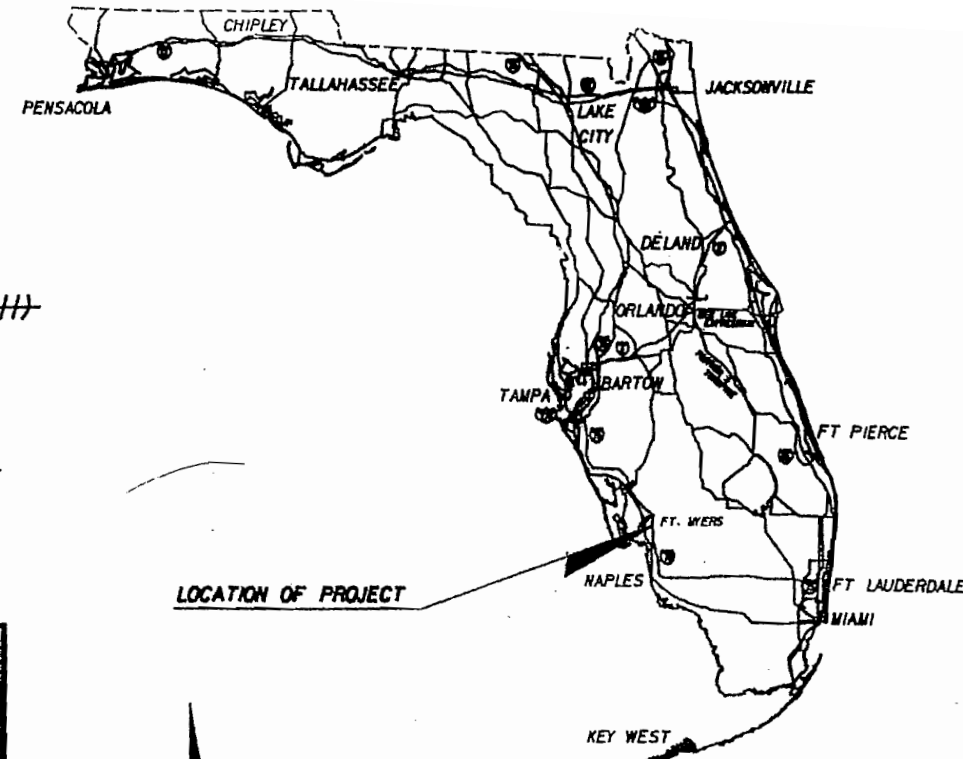 CHIPLEY
TALLAHASSEE
JACKSONVILLE
PENSACOLA
LAKE
CITY
DELAND
ORLANDO
TAMPA
BARTOW
FT PIERCE
FT. MYERS
NAPLES
LOCATION OF PROJECT
FT LAUDERDALE
MIAMI
KEY WEST